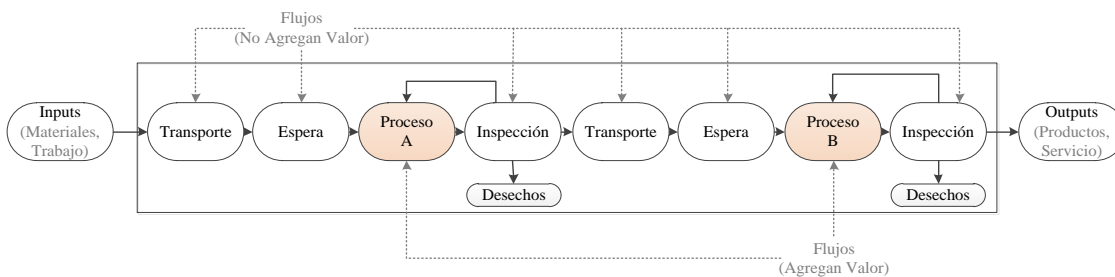 Flujos
(No Agregan Valor)
Inputs
(Materiales,
Trabajo)
Transporte
Espera
Proceso
A
Inspección
Transporte
Espera
Proceso
B
Inspección
Outputs
(Productos,
Servicio)
Desechos
Desechos
Flujos
(Agregan Valor)